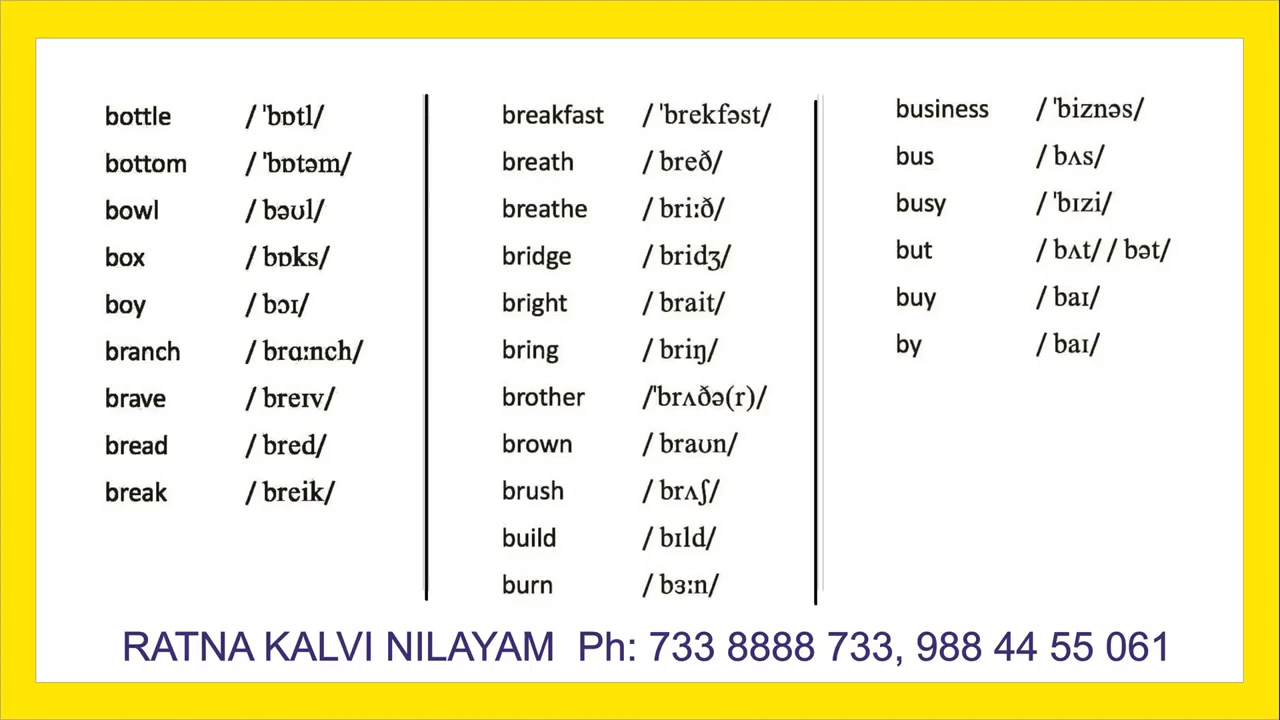 bottle / ˈbɒtl/
bottom / ˈbɒtəm/
bowl / bəʊl/
box / bɒks/
boy / bɔɪ/
branch / brɑːnch/
brave / breɪv/
bread / bred/
break / breik/
breakfast / ˈbrekfəst/
breath / breð/
breathe / briːð/
bridge / bridʒ/
bright / brait/
bring / briŋ/
brother /ˈbrʌðə(r)/
brown / braʊn/
brush / brʌʃ/
build / bɪld/
burn / bɜːn/
business / ˈbiznəs/
bus / bʌs/
busy / ˈbɪzi/
but / bʌt/ / bət/
buy / baɪ/
by / baɪ/
RATNA KALVI NILAYAM Ph: 733 8888 733, 988 44 55 061